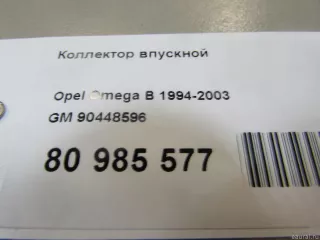 Коллектор впускной
Opel Omega B 1994-2003
GM 90448596
80 985 577